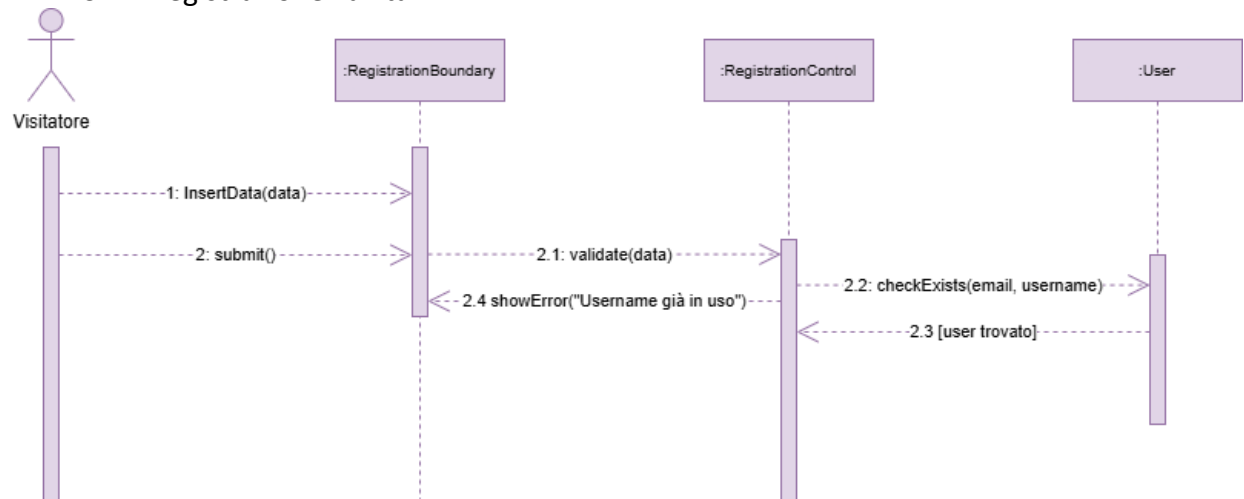 :RegistrationBoundary
:RegistrationControl
:User
Visitatore
1: InsertData(data)
2: submit()
2.1: validate(data)
2.2: checkExists(email, username)
2.4 showError("Username già in uso")
2.3 [user trovato]